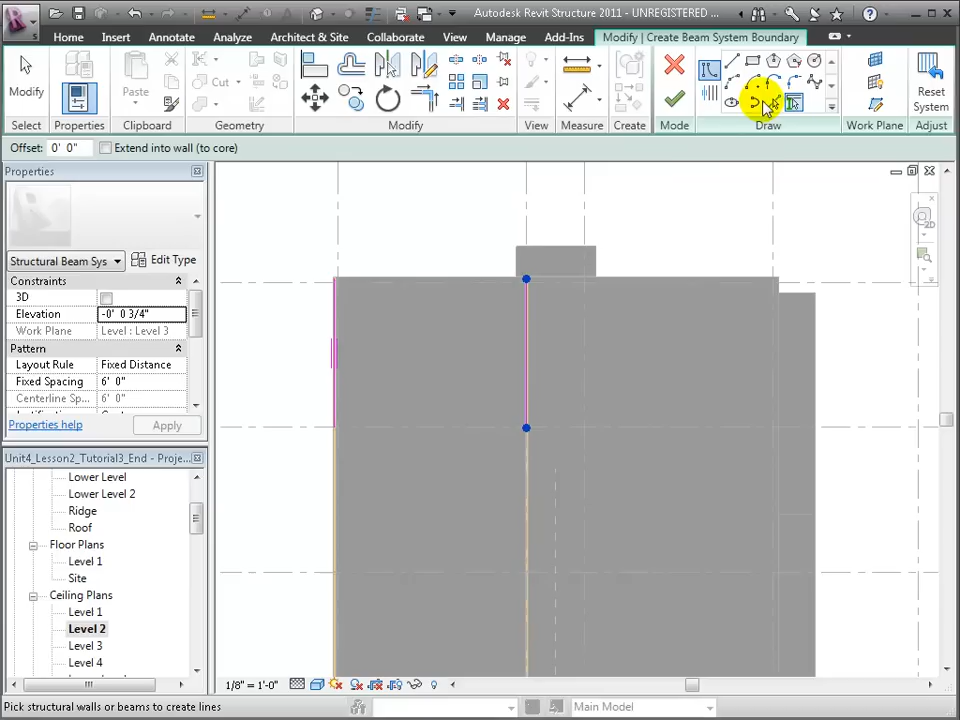 Autodesk Revit Structure 2011 - UNREGISTERED ...
Home Insert Annotate Analyze Architect & Site Collaborate View Manage Add-Ins Modify | Create Beam System Boundary
Modify Paste Cut Reset
System
Select Properties Clipboard Geometry Modify View Measure Create Mode Draw Work Plane Adjust
Offset: 0' 0" Extend into wall (to core)
Properties
Structural Beam Sys Edit Type
Constraints
3D
Elevation -0' 0 3/4"
Work Plane Level : Level 3
Pattern
Layout Rule Fixed Distance
Fixed Spacing 6' 0"
Centerline Sp... 6' 0"
Properties help Apply
Unit4_Lesson2_Tutorial3_End - Proje...
Lower Level
Lower Level 2
Ridge
Roof
Floor Plans
Level 1
Site
Ceiling Plans
Level 1
Level 2
Level 3
Level 4
2D
1/8" = 1'-0"
Pick structural walls or beams to create lines
Main Model